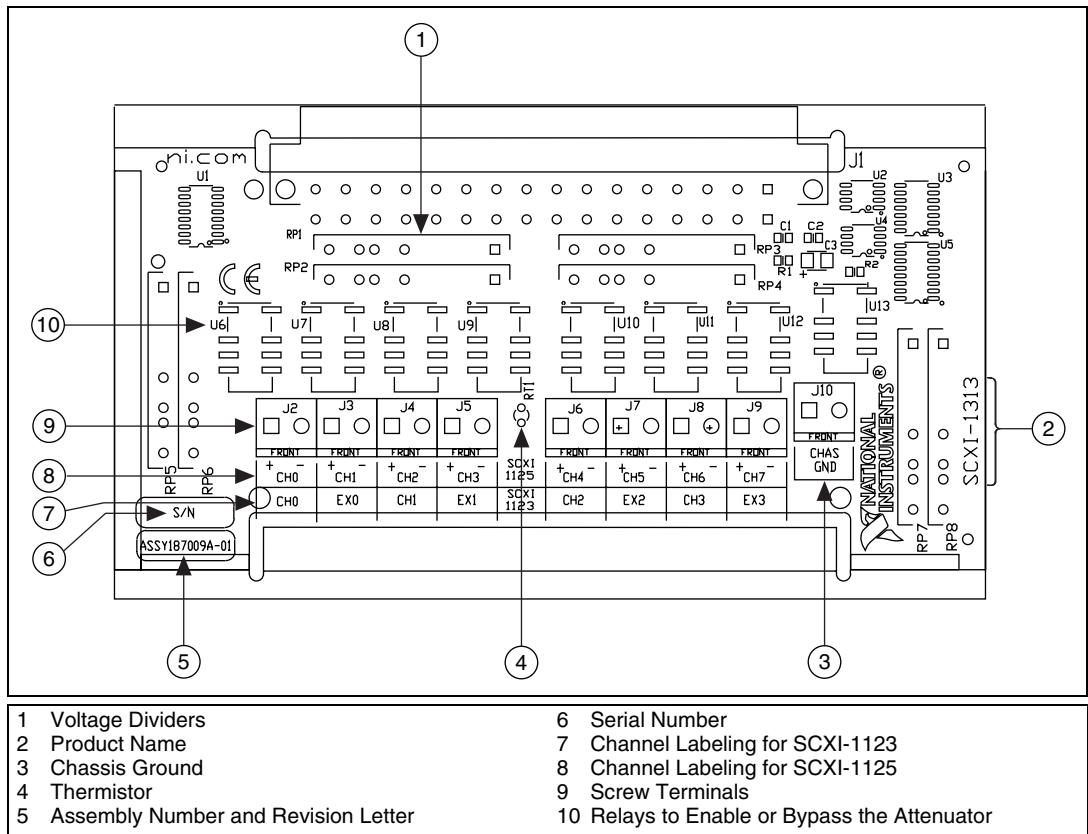 1
ni.com
J1
U1
U2
U3
U4
U5
RP1
RP2
RP3
RP4
C1
C2
C3
R1
R2
+
CE
10
U6
U7
U8
U9
U10
U11
U12
U13
RT1
9
J2
J3
J4
J5
J6
J7
J8
J9
J10
+
+
FRONT
FRONT
FRONT
FRONT
FRONT
FRONT
FRONT
FRONT
FRONT
8
+ CH0 -
+ CH1 -
+ CH2 -
+ CH3 -
SCXI
1125
+ CH4 -
+ CH5 -
+ CH6 -
+ CH7 -
CHAS
GND
7
CH0
EX0
CH1
EX1
SCXI
1123
CH2
EX2
CH3
EX3
RP5
RP6
RP7
RP8
NATIONAL
INSTRUMENTS®
SCXI-1313
2
6
S/N
ASSY187009A-01
5
4
3
1 Voltage Dividers
2 Product Name
3 Chassis Ground
4 Thermistor
5 Assembly Number and Revision Letter
6 Serial Number
7 Channel Labeling for SCXI-1123
8 Channel Labeling for SCXI-1125
9 Screw Terminals
10 Relays to Enable or Bypass the Attenuator